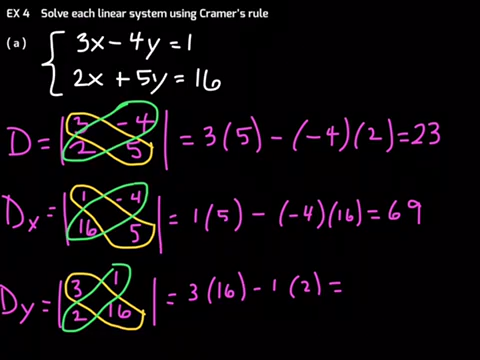 EX 4 Solve each linear system using Cramer's rule
(a) { 3x - 4y = 1
2x + 5y = 16
D = | 3 -4 | = 3(5) - (-4)(2) = 23
| 2 5 |
Dx = | 1 -4 | = 1(5) - (-4)(16) = 69
| 16 5 |
Dy = | 3 1 | = 3(16) - 1(2) =
| 2 16 |